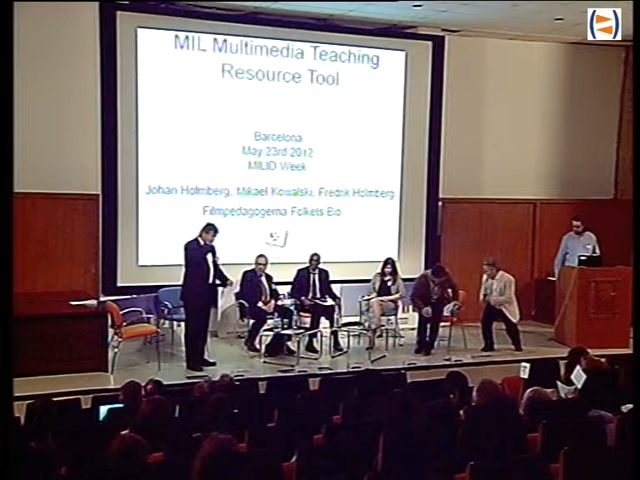 MIL Multimedia Teaching
Resource Tool
Barcelona
May 23rd 2012
MILID Week
Johan Holmberg, Mikael Kowalski, Fredrik Holmberg
Filmpedagogerna Folkets Bio